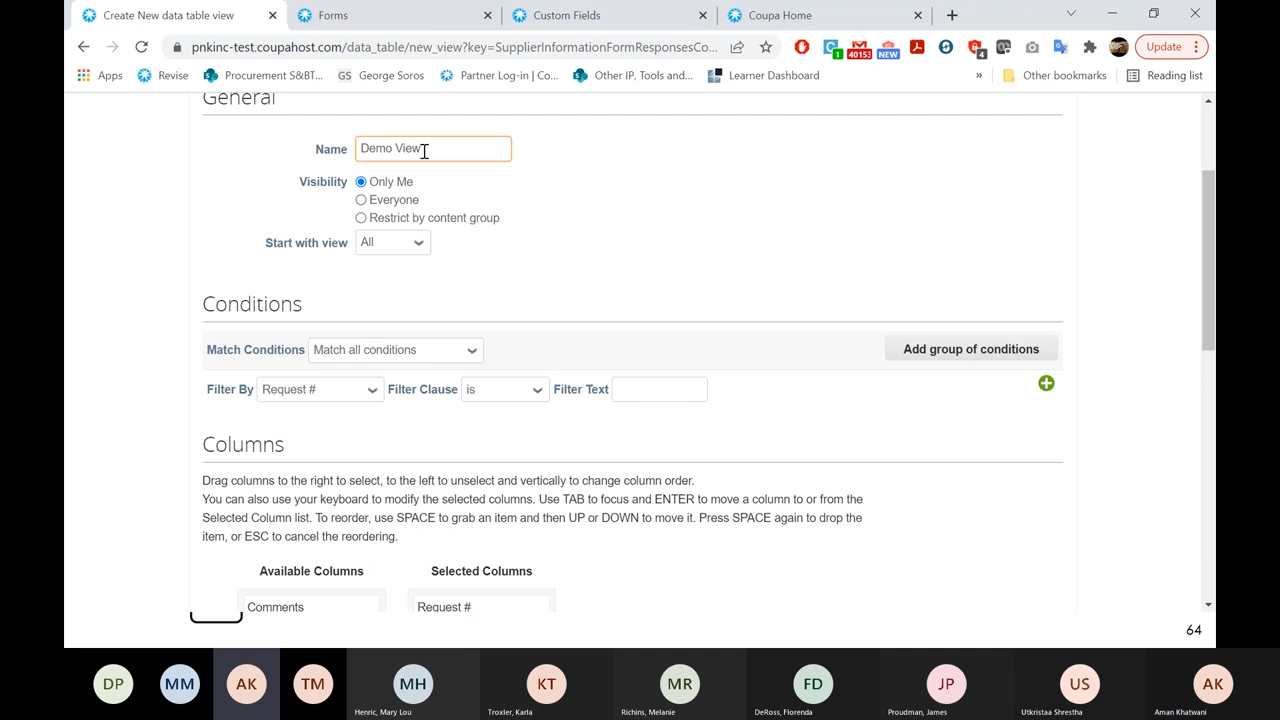 Create New data table view
Forms
Custom Fields
Coupa Home
pnkinc-test.coupahost.com/data_table/new_view?key=SupplierInformationFormResponsesCo...
1
40153
NEW
4
Update
Apps
Revise
Procurement S&BT...
GS George Soros
Partner Log-in | Co...
Other IP, Tools and...
Learner Dashboard
»
Other bookmarks
Reading list
General
Name Demo View
Visibility Only Me
Everyone
Restrict by content group
Start with view All
Conditions
Match Conditions Match all conditions Add group of conditions
Filter By Request # Filter Clause is Filter Text
Columns
Drag columns to the right to select, to the left to unselect and vertically to change column order.
You can also use your keyboard to modify the selected columns. Use TAB to focus and ENTER to move a column to or from the
Selected Column list. To reorder, use SPACE to grab an item and then UP or DOWN to move it. Press SPACE again to drop the
item, or ESC to cancel the reordering.
Available Columns Selected Columns
Comments Request #
64
DP MM AK TM MH KT MR FD JP US AK
Henric, Mary Lou Troxler, Karla Richins, Melanie DeRoss, Florenda Proudman, James Utkristaa Shrestha Aman Khatwani